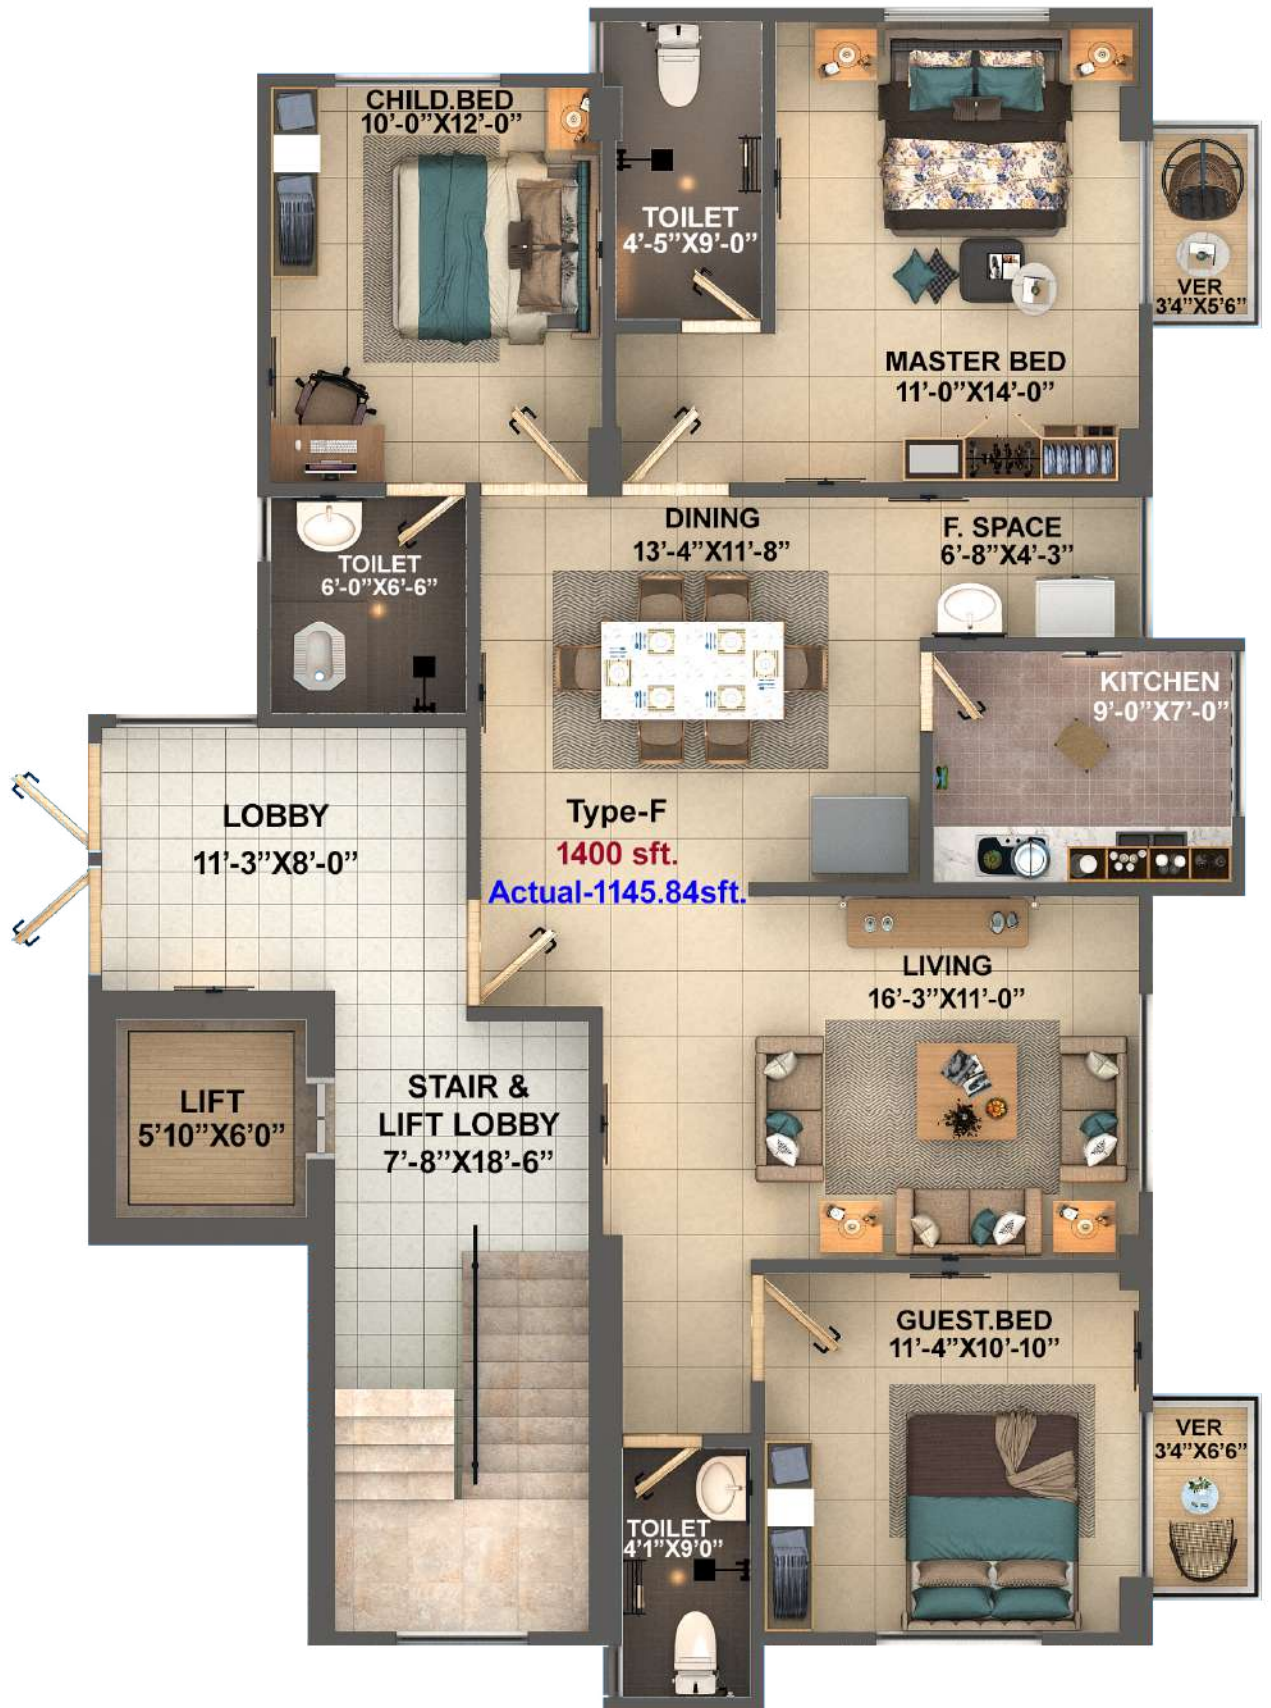 CHILD.BED
10’-0”X12’-0”
TOILET
4’-5”X9’-0”
VER
3’4”X5’6”
MASTER BED
11’-0”X14’-0”
DINING
13’-4”X11’-8”
F. SPACE
6’-8”X4’-3”
TOILET
6’-0”X6’-6”
KITCHEN
9’-0”X7’-0”
LOBBY
11’-3”X8’-0”
Type-F
1400 sft.
Actual-1145.84sft.
LIVING
16’-3”X11’-0”
LIFT
5’10”X6’0”
STAIR &
LIFT LOBBY
7’-8”X18’-6”
GUEST.BED
11’-4”X10’-10”
VER
3’4”X6’6”
TOILET
4’1”X9’0”